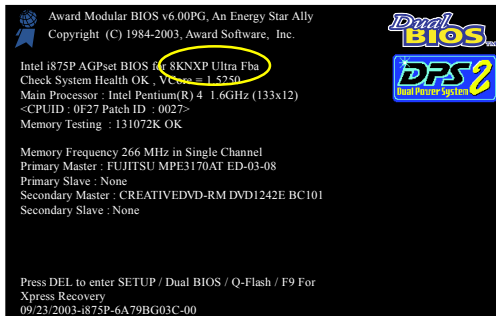 Award Modular BIOS v6.00PG, An Energy Star Ally
Copyright (C) 1984-2003, Award Software, Inc.
Dual
BIOS
TM
Intel i875P AGPset BIOS for 8KNXP Ultra Fba
Check System Health OK , VCore = 1.5250
Main Processor : Intel Pentium(R) 4 1.6GHz (133x12)
<CPUID : 0F27 Patch ID : 0027>
Memory Testing : 131072K OK
DPS2
Dual Power System
Memory Frequency 266 MHz in Single Channel
Primary Master : FUJITSU MPE3170AT ED-03-08
Primary Slave : None
Secondary Master : CREATIVEDVD-RM DVD1242E BC101
Secondary Slave : None
Press DEL to enter SETUP / Dual BIOS / Q-Flash / F9 For
Xpress Recovery
09/23/2003-i875P-6A79BG03C-00